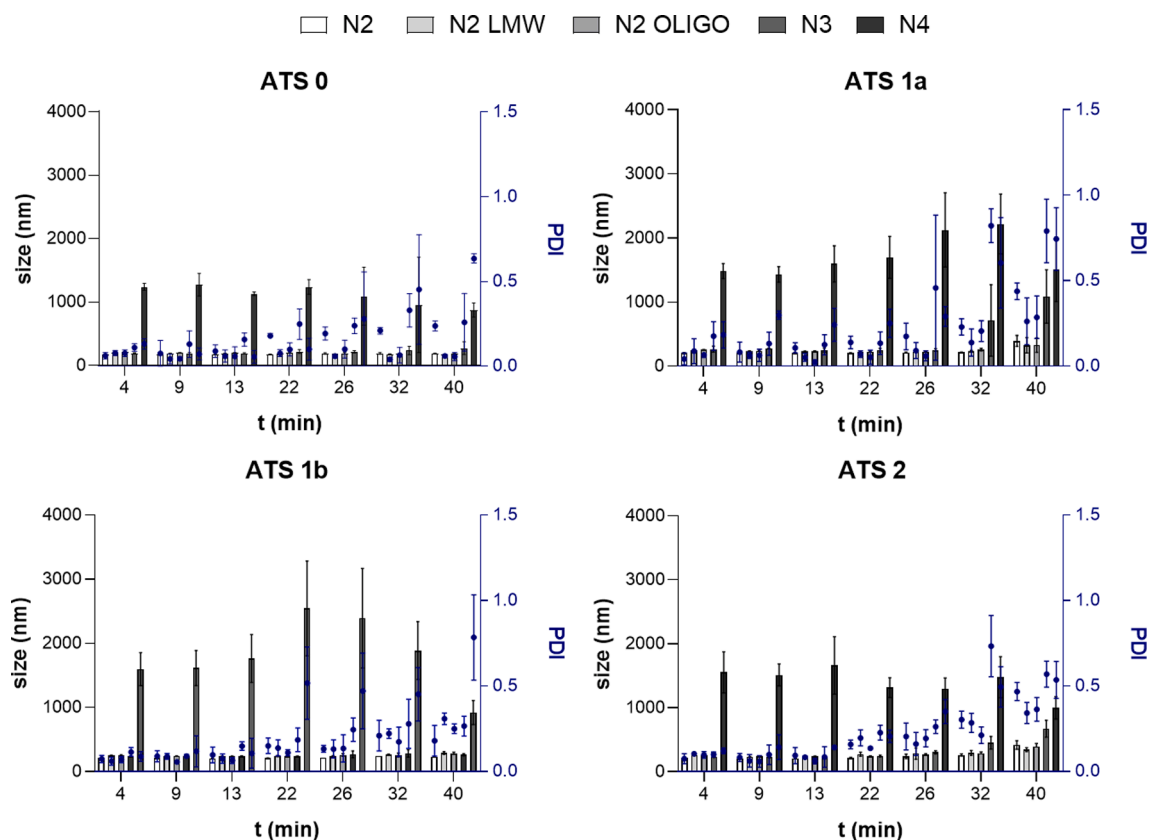 N2 N2 LMW N2 OLIGO N3 N4
ATS 0
4000
3000
2000
1000
0
size (nm)
1.5
1.0
0.5
0.0
PDI
4 9 13 22 26 32 40
t (min)
ATS 1a
4000
3000
2000
1000
0
size (nm)
1.5
1.0
0.5
0.0
PDI
4 9 13 22 26 32 40
t (min)
ATS 1b
4000
3000
2000
1000
0
size (nm)
1.5
1.0
0.5
0.0
PDI
4 9 13 22 26 32 40
t (min)
ATS 2
4000
3000
2000
1000
0
size (nm)
1.5
1.0
0.5
0.0
PDI
4 9 13 22 26 32 40
t (min)